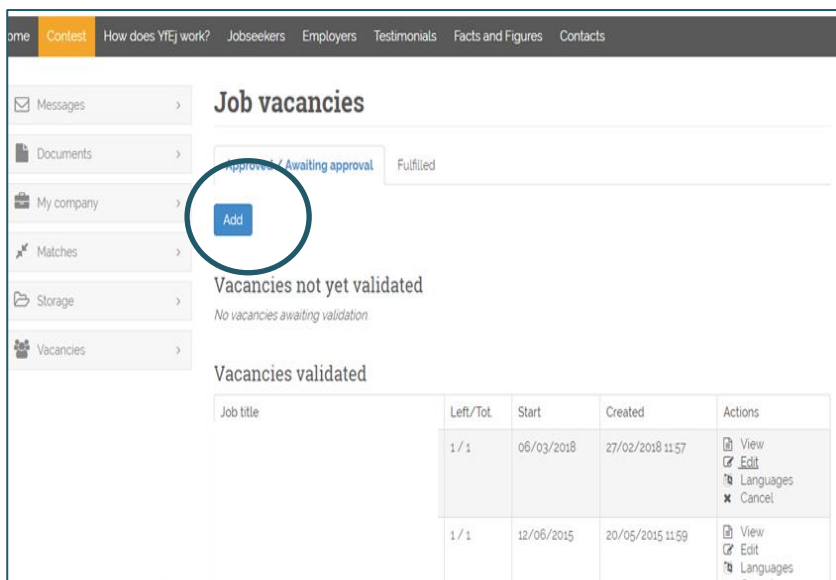 ome Contest How does YfEj work? Jobseekers Employers Testimonials Facts and Figures Contacts
Messages
Documents
My company
Matches
Storage
Vacancies
Job vacancies
Approved / Awaiting approval Fulfilled
Add
Vacancies not yet validated
No vacancies awaiting validation
Vacancies validated
Job title Left/Tot. Start Created Actions
1 / 1 06/03/2018 27/02/2018 11:57 View
Edit
Languages
Cancel
1 / 1 12/06/2015 20/05/2015 11:59 View
Edit
Languages